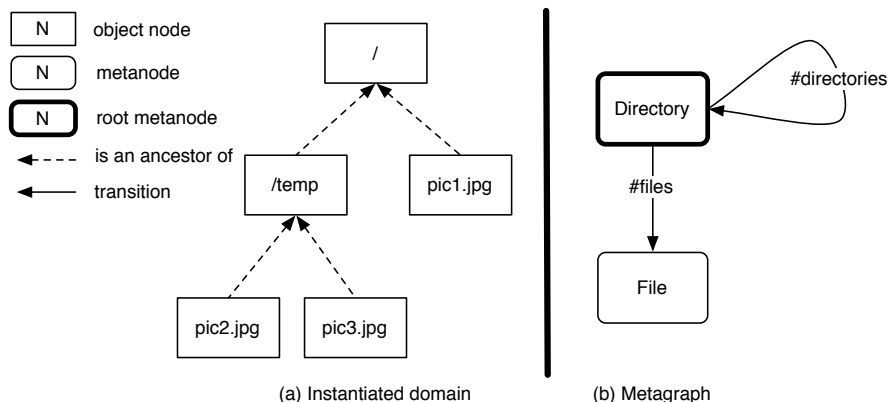 N object node
N metanode
N root metanode
is an ancestor of
transition
/
/temp
pic1.jpg
pic2.jpg
pic3.jpg
(a) Instantiated domain
Directory
#directories
#files
File
(b) Metagraph